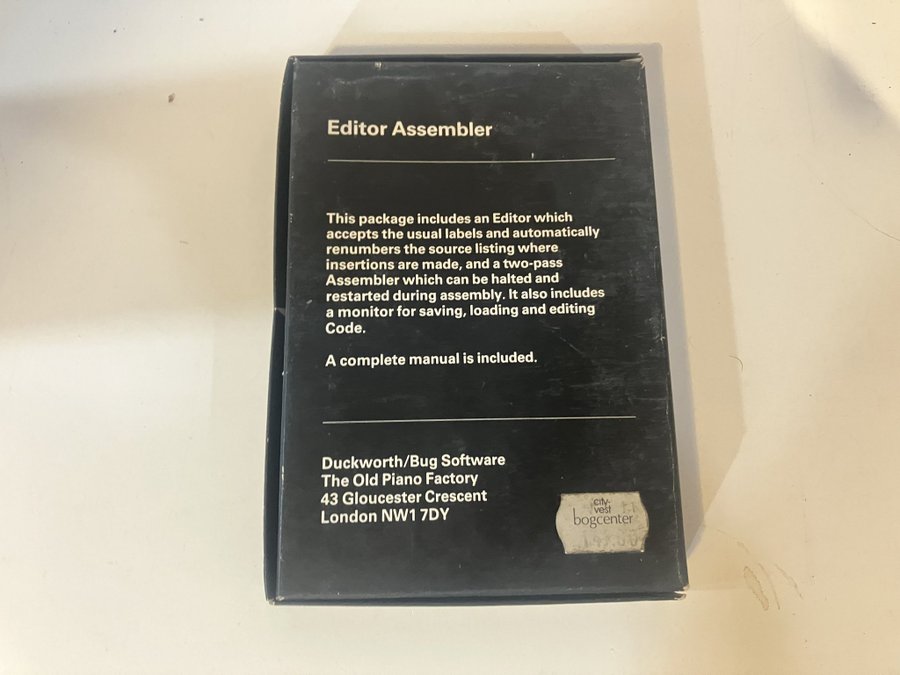 Editor Assembler
This package includes an Editor which
accepts the usual labels and automatically
renumbers the source listing where
insertions are made, and a two-pass
Assembler which can be halted and
restarted during assembly. It also includes
a monitor for saving, loading and editing
Code.
A complete manual is included.
Duckworth/Bug Software
The Old Piano Factory
43 Gloucester Crescent
London NW1 7DY
city-
vest
bogcenter